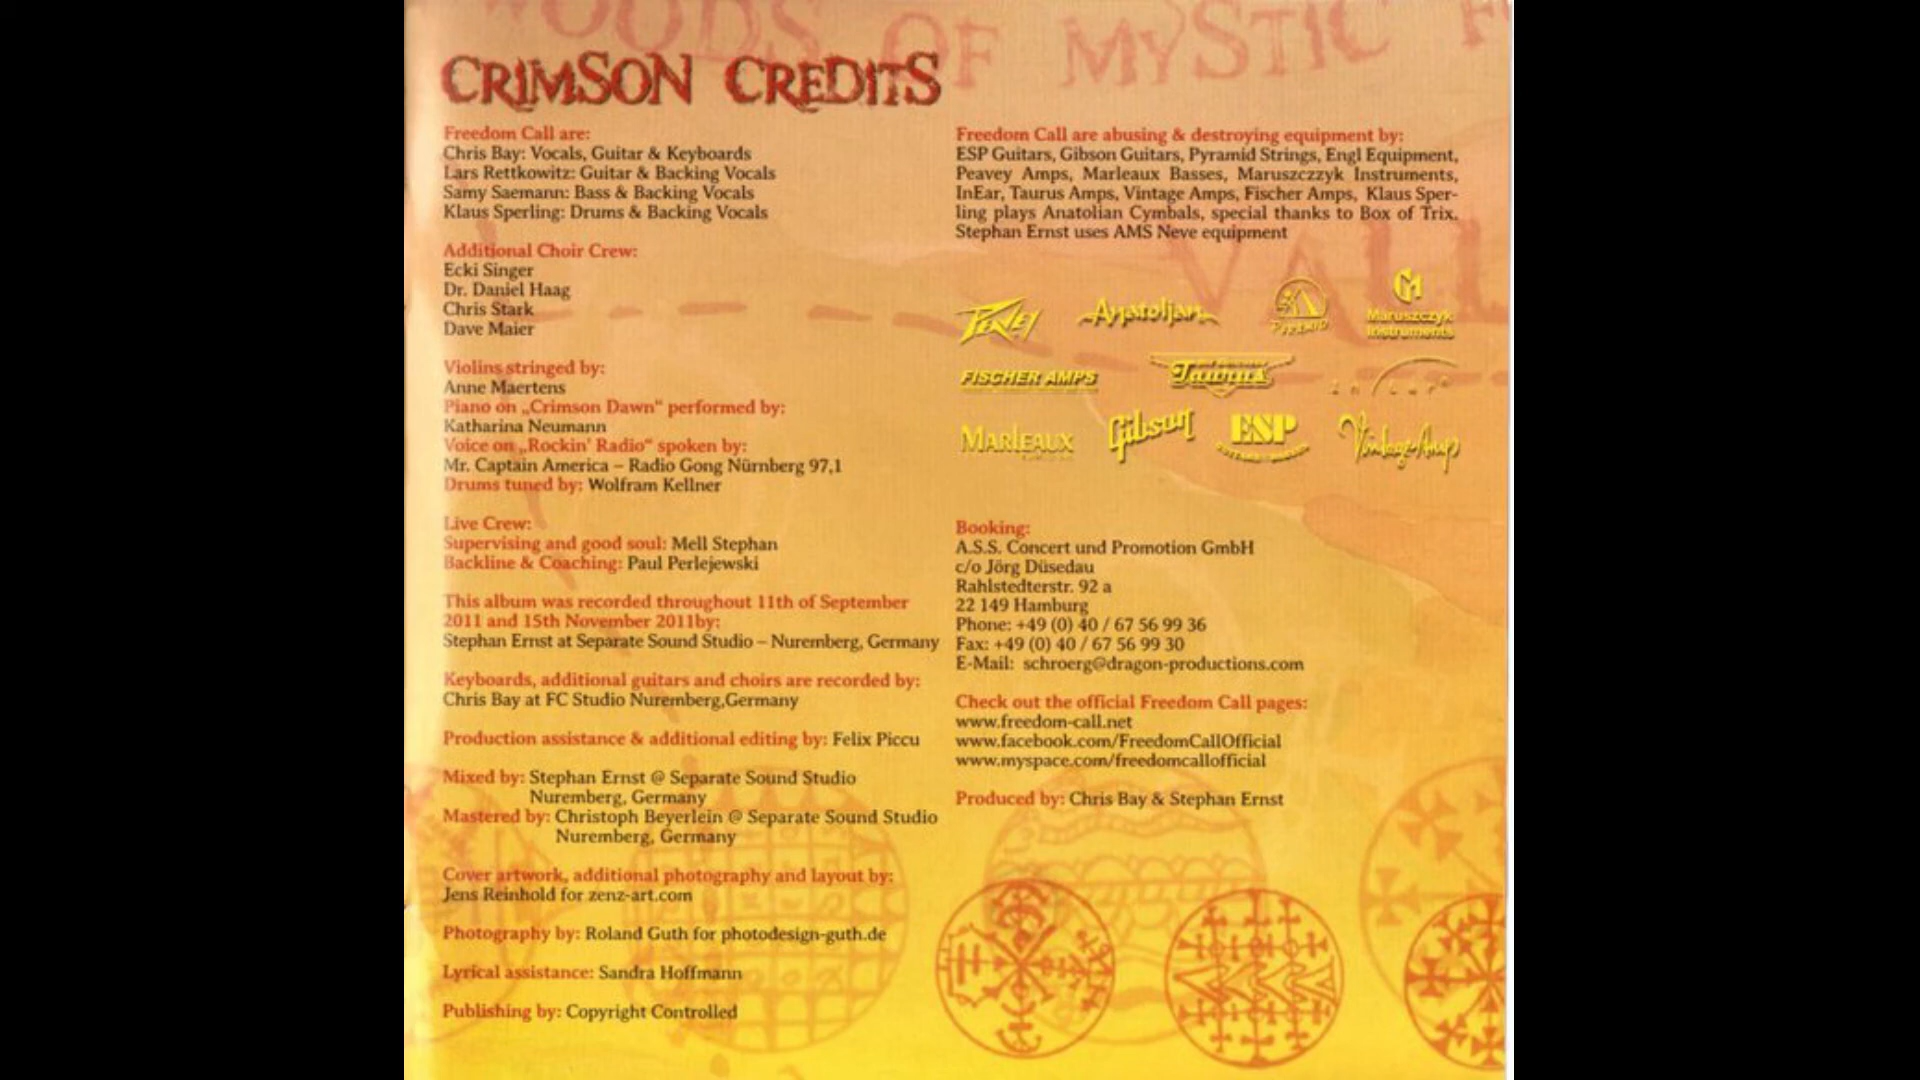 WOODS OF MYSTIC F
CRIMSON CREDITS
Freedom Call are:
Chris Bay: Vocals, Guitar & Keyboards
Lars Rettkowitz: Guitar & Backing Vocals
Samy Saemann: Bass & Backing Vocals
Klaus Sperling: Drums & Backing Vocals
Additional Choir Crew:
Ecki Singer
Dr. Daniel Haag
Chris Stark
Dave Maier
Violins stringed by:
Anne Maertens
Piano on „Crimson Dawn“ performed by:
Katharina Neumann
Voice on „Rockin' Radio“ spoken by:
Mr. Captain America – Radio Gong Nürnberg 97,1
Drums tuned by: Wolfram Kellner
Live Crew:
Supervising and good soul: Mell Stephan
Backline & Coaching: Paul Perlejewski
This album was recorded throughout 11th of September
2011 and 15th November 2011by:
Stephan Ernst at Separate Sound Studio – Nuremberg, Germany
Keyboards, additional guitars and choirs are recorded by:
Chris Bay at FC Studio Nuremberg,Germany
Production assistance & additional editing by: Felix Piccu
Mixed by: Stephan Ernst @ Separate Sound Studio
Nuremberg, Germany
Mastered by: Christoph Beyerlein @ Separate Sound Studio
Nuremberg, Germany
Cover artwork, additional photography and layout by:
Jens Reinhold for zenz-art.com
Photography by: Roland Guth for photodesign-guth.de
Lyrical assistance: Sandra Hoffmann
Publishing by: Copyright Controlled
Freedom Call are abusing & destroying equipment by:
ESP Guitars, Gibson Guitars, Pyramid Strings, Engl Equipment,
Peavey Amps, Marleaux Basses, Maruszczzyk Instruments,
InEar, Taurus Amps, Vintage Amps, Fischer Amps, Klaus Sper-
ling plays Anatolian Cymbals, special thanks to Box of Trix.
Stephan Ernst uses AMS Neve equipment
VALL
PEAVEY Anatolian PYRAMID Maruszczyk
Instruments
FISCHER AMPS Taurus InEar
MARLEAUX Gibson ESP VintageAmp
Booking:
A.S.S. Concert und Promotion GmbH
c/o Jörg Düsedau
Rahlstedterstr. 92 a
22 149 Hamburg
Phone: +49 (0) 40 / 67 56 99 36
Fax: +49 (0) 40 / 67 56 99 30
E-Mail: schroerg@dragon-productions.com
Check out the official Freedom Call pages:
www.freedom-call.net
www.facebook.com/FreedomCallOfficial
www.myspace.com/freedomcallofficial
Produced by: Chris Bay & Stephan Ernst